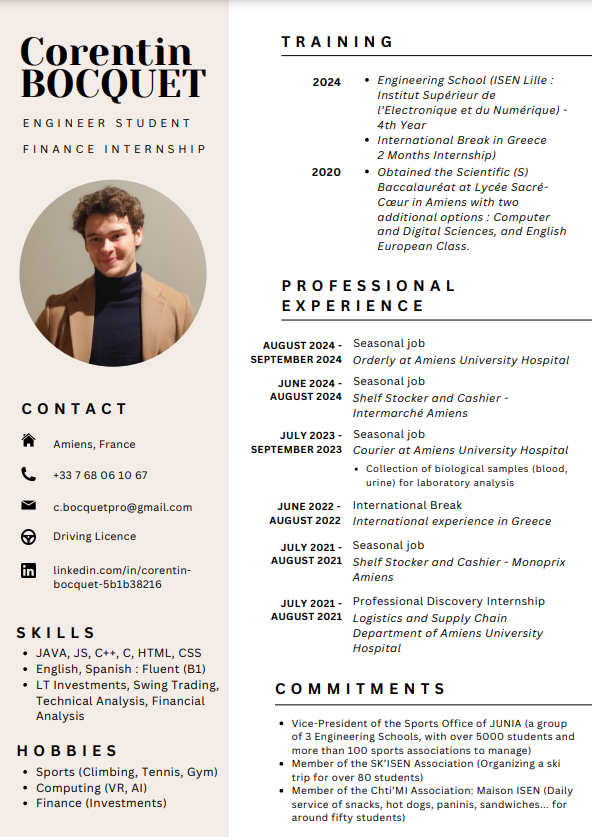 Corentin
BOCQUET
ENGINEER STUDENT
FINANCE INTERNSHIP
CONTACT
Amiens, France
+33 7 68 06 10 67
c.bocquetpro@gmail.com
Driving Licence
linkedin.com/in/corentin-
bocquet-5b1b38216
SKILLS
• JAVA, JS, C++, C, HTML, CSS
• English, Spanish : Fluent (B1)
• LT Investments, Swing Trading,
Technical Analysis, Financial
Analysis
HOBBIES
• Sports (Climbing, Tennis, Gym)
• Computing (VR, AI)
• Finance (Investments)
TRAINING
2024
• Engineering School (ISEN Lille :
Institut Supérieur de
l'Electronique et du Numérique) -
4th Year
• International Break in Greece
2 Months Internship)
2020
• Obtained the Scientific (S)
Baccalauréat at Lycée Sacré-
Cœur in Amiens with two
additional options : Computer
and Digital Sciences, and English
European Class.
PROFESSIONAL
EXPERIENCE
AUGUST 2024 -
SEPTEMBER 2024
Seasonal job
Orderly at Amiens University Hospital
JUNE 2024 -
AUGUST 2024
Seasonal job
Shelf Stocker and Cashier -
Intermarché Amiens
JULY 2023 -
SEPTEMBER 2023
Seasonal job
Courier at Amiens University Hospital
• Collection of biological samples (blood,
urine) for laboratory analysis
JUNE 2022 -
AUGUST 2022
International Break
International experience in Greece
JULY 2021 -
AUGUST 2021
Seasonal job
Shelf Stocker and Cashier - Monoprix
Amiens
JULY 2021 -
AUGUST 2021
Professional Discovery Internship
Logistics and Supply Chain
Department of Amiens University
Hospital
COMMITMENTS
• Vice-President of the Sports Office of JUNIA (a group
of 3 Engineering Schools, with over 5000 students and
more than 100 sports associations to manage)
• Member of the SK'ISEN Association (Organizing a ski
trip for over 80 students)
• Member of the Chti'MI Association: Maison ISEN (Daily
service of snacks, hot dogs, paninis, sandwiches... for
around fifty students)